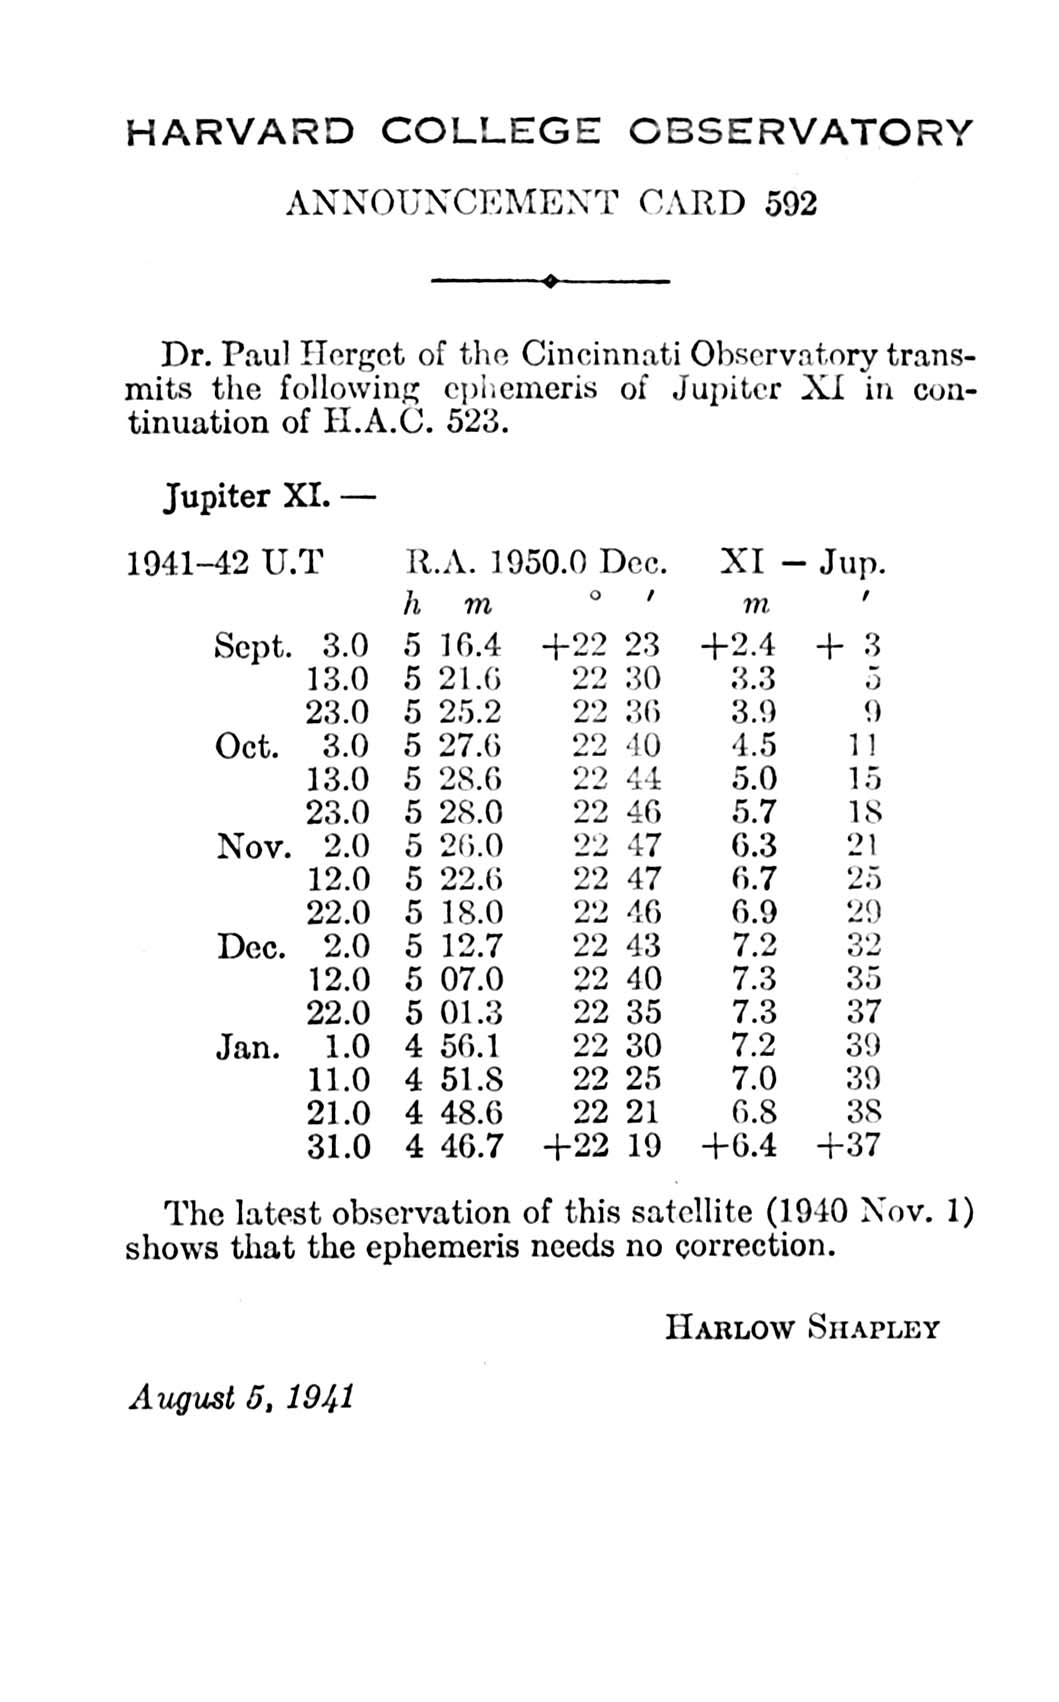 HARVARD COLLEGE OBSERVATORY
ANNOUNCEMENT CARD 592
Dr. Paul Herget of the Cincinnati Observatory trans-
mits the following ephemeris of Jupiter XI in con-
tinuation of H.A.C. 523.
Jupiter XI. —
1941–42 U.T R.A. 1950.0 Dec. XI – Jup.
h m ° ′ m ′
Sept. 3.0 5 16.4 +22 23 +2.4 + 3
13.0 5 21.6 22 30 3.3 5
23.0 5 25.2 22 36 3.9 9
Oct. 3.0 5 27.6 22 40 4.5 11
13.0 5 28.6 22 44 5.0 15
23.0 5 28.0 22 46 5.7 18
Nov. 2.0 5 26.0 22 47 6.3 21
12.0 5 22.6 22 47 6.7 25
22.0 5 18.0 22 46 6.9 29
Dec. 2.0 5 12.7 22 43 7.2 32
12.0 5 07.0 22 40 7.3 35
22.0 5 01.3 22 35 7.3 37
Jan. 1.0 4 56.1 22 30 7.2 39
11.0 4 51.8 22 25 7.0 39
21.0 4 48.6 22 21 6.8 38
31.0 4 46.7 +22 19 +6.4 +37
The latest observation of this satellite (1940 Nov. 1)
shows that the ephemeris needs no correction.
HARLOW SHAPLEY
August 5, 1941